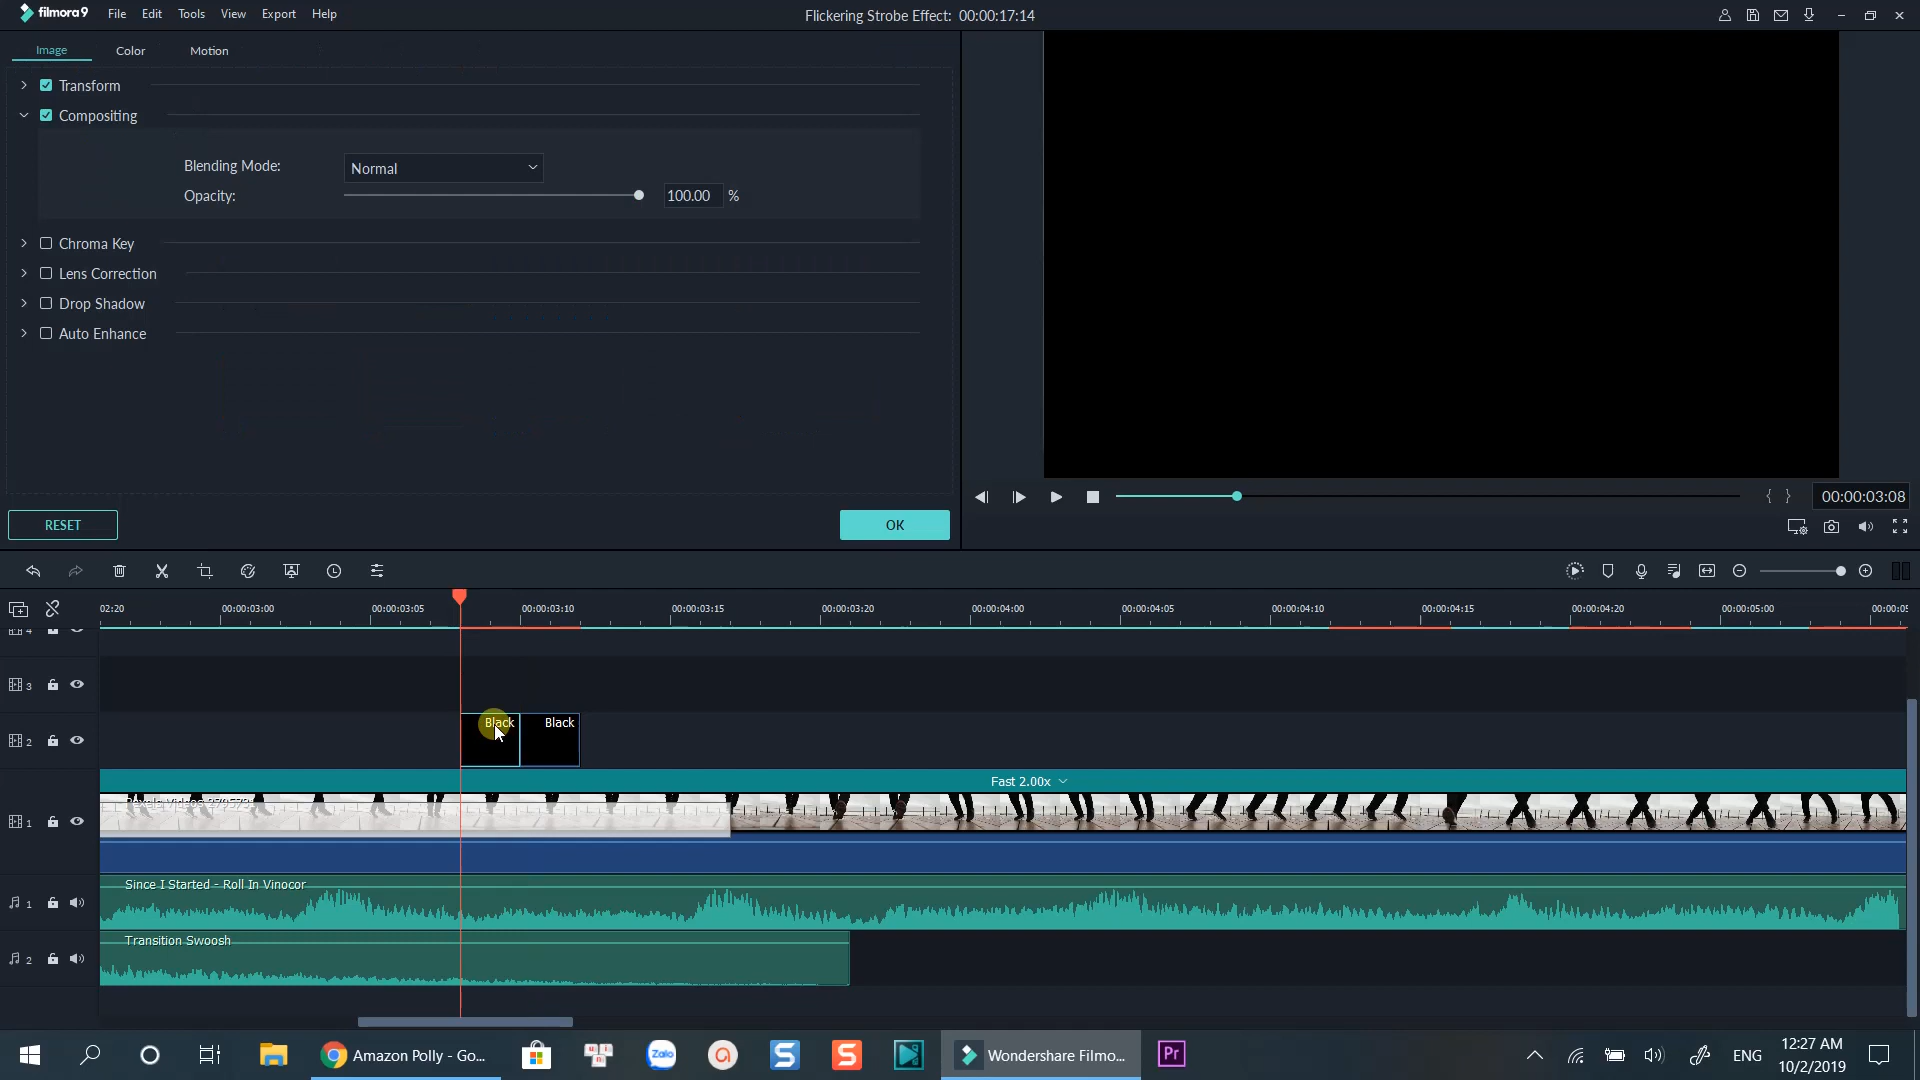 filmora9 File Edit Tools View Export Help Flickering Strobe Effect: 00:00:17:14
Image Color Motion
Transform
Compositing
Blending Mode: Normal
Opacity: 100.00 %
Chroma Key
Lens Correction
Drop Shadow
Auto Enhance
00:00:03:08
RESET OK
02:20 00:00:03:00 00:00:03:05 00:00:03:10 00:00:03:15 00:00:03:20 00:00:04:00 00:00:04:05 00:00:04:10 00:00:04:15 00:00:04:20 00:00:05:00
4
3
2 Black Black
Fast 2.00x
1
Since I Started - Roll In Vinocor
1
Transition Swoosh
2
Amazon Polly - Go... Zalo Wondershare Filmo... Pr ENG 12:27 AM
10/2/2019